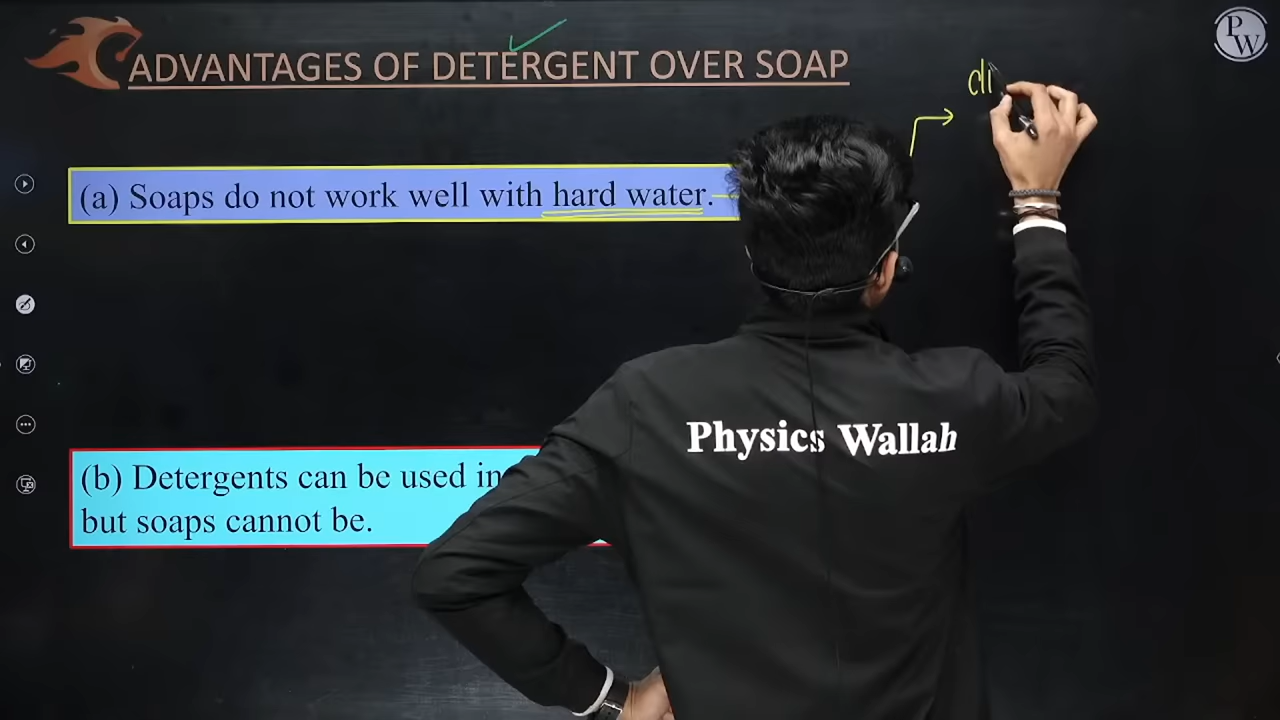 ADVANTAGES OF DETERGENT OVER SOAP
PW
di
(a) Soaps do not work well with hard water.
Physics Wallah
(b) Detergents can be used in
but soaps cannot be.